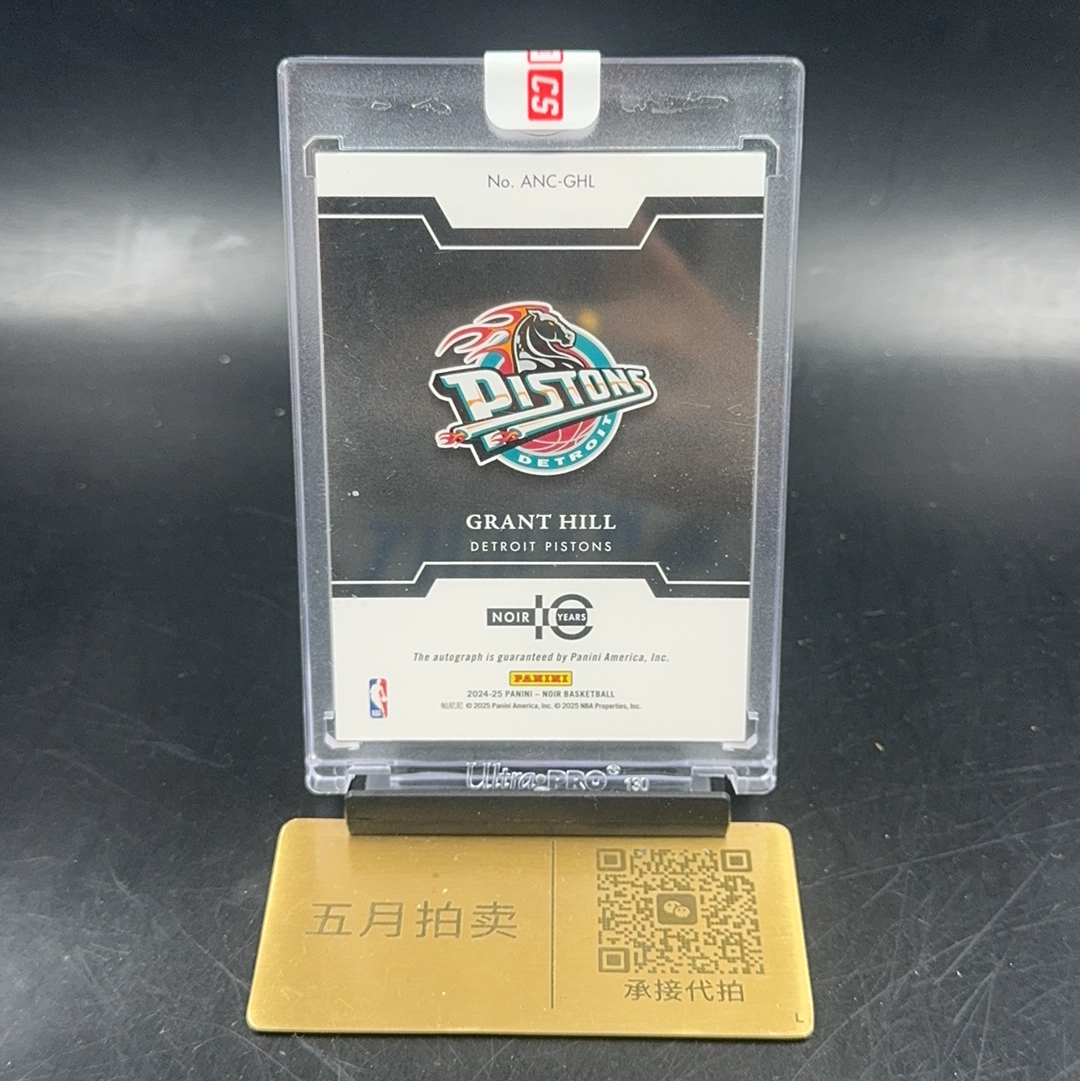 CS
No. ANC-GHL
PISTONS
DETROIT
GRANT HILL
DETROIT PISTONS
NOIR 10 YEARS
The autograph is guaranteed by Panini America, Inc.
PANINI
2024-25 PANINI – NOIR BASKETBALL
帕尼尼 © 2025 Panini America, Inc. © 2025 NBA Properties, Inc.
Ultra·PRO® 130
五月拍卖
承接代拍
L